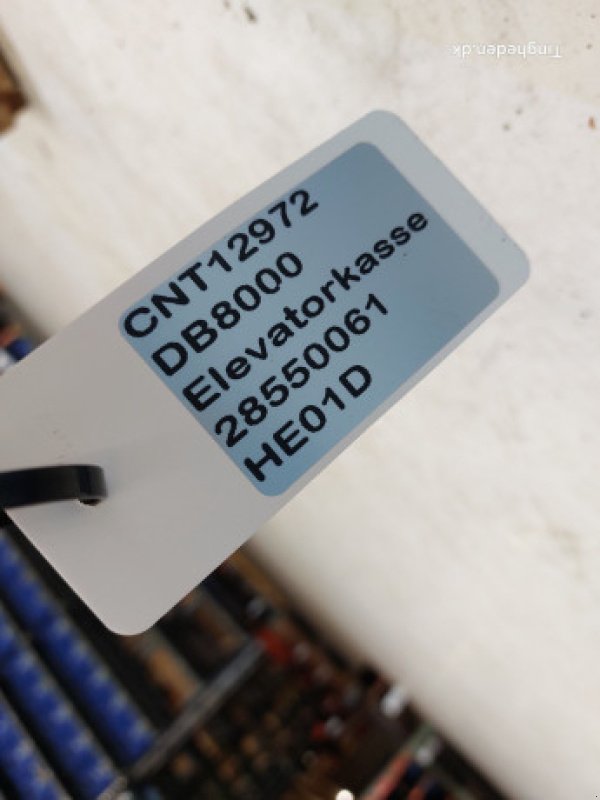 CNT12972
DB8000
Elevatorkasse
28550061
HE01D
Tingheden.dk